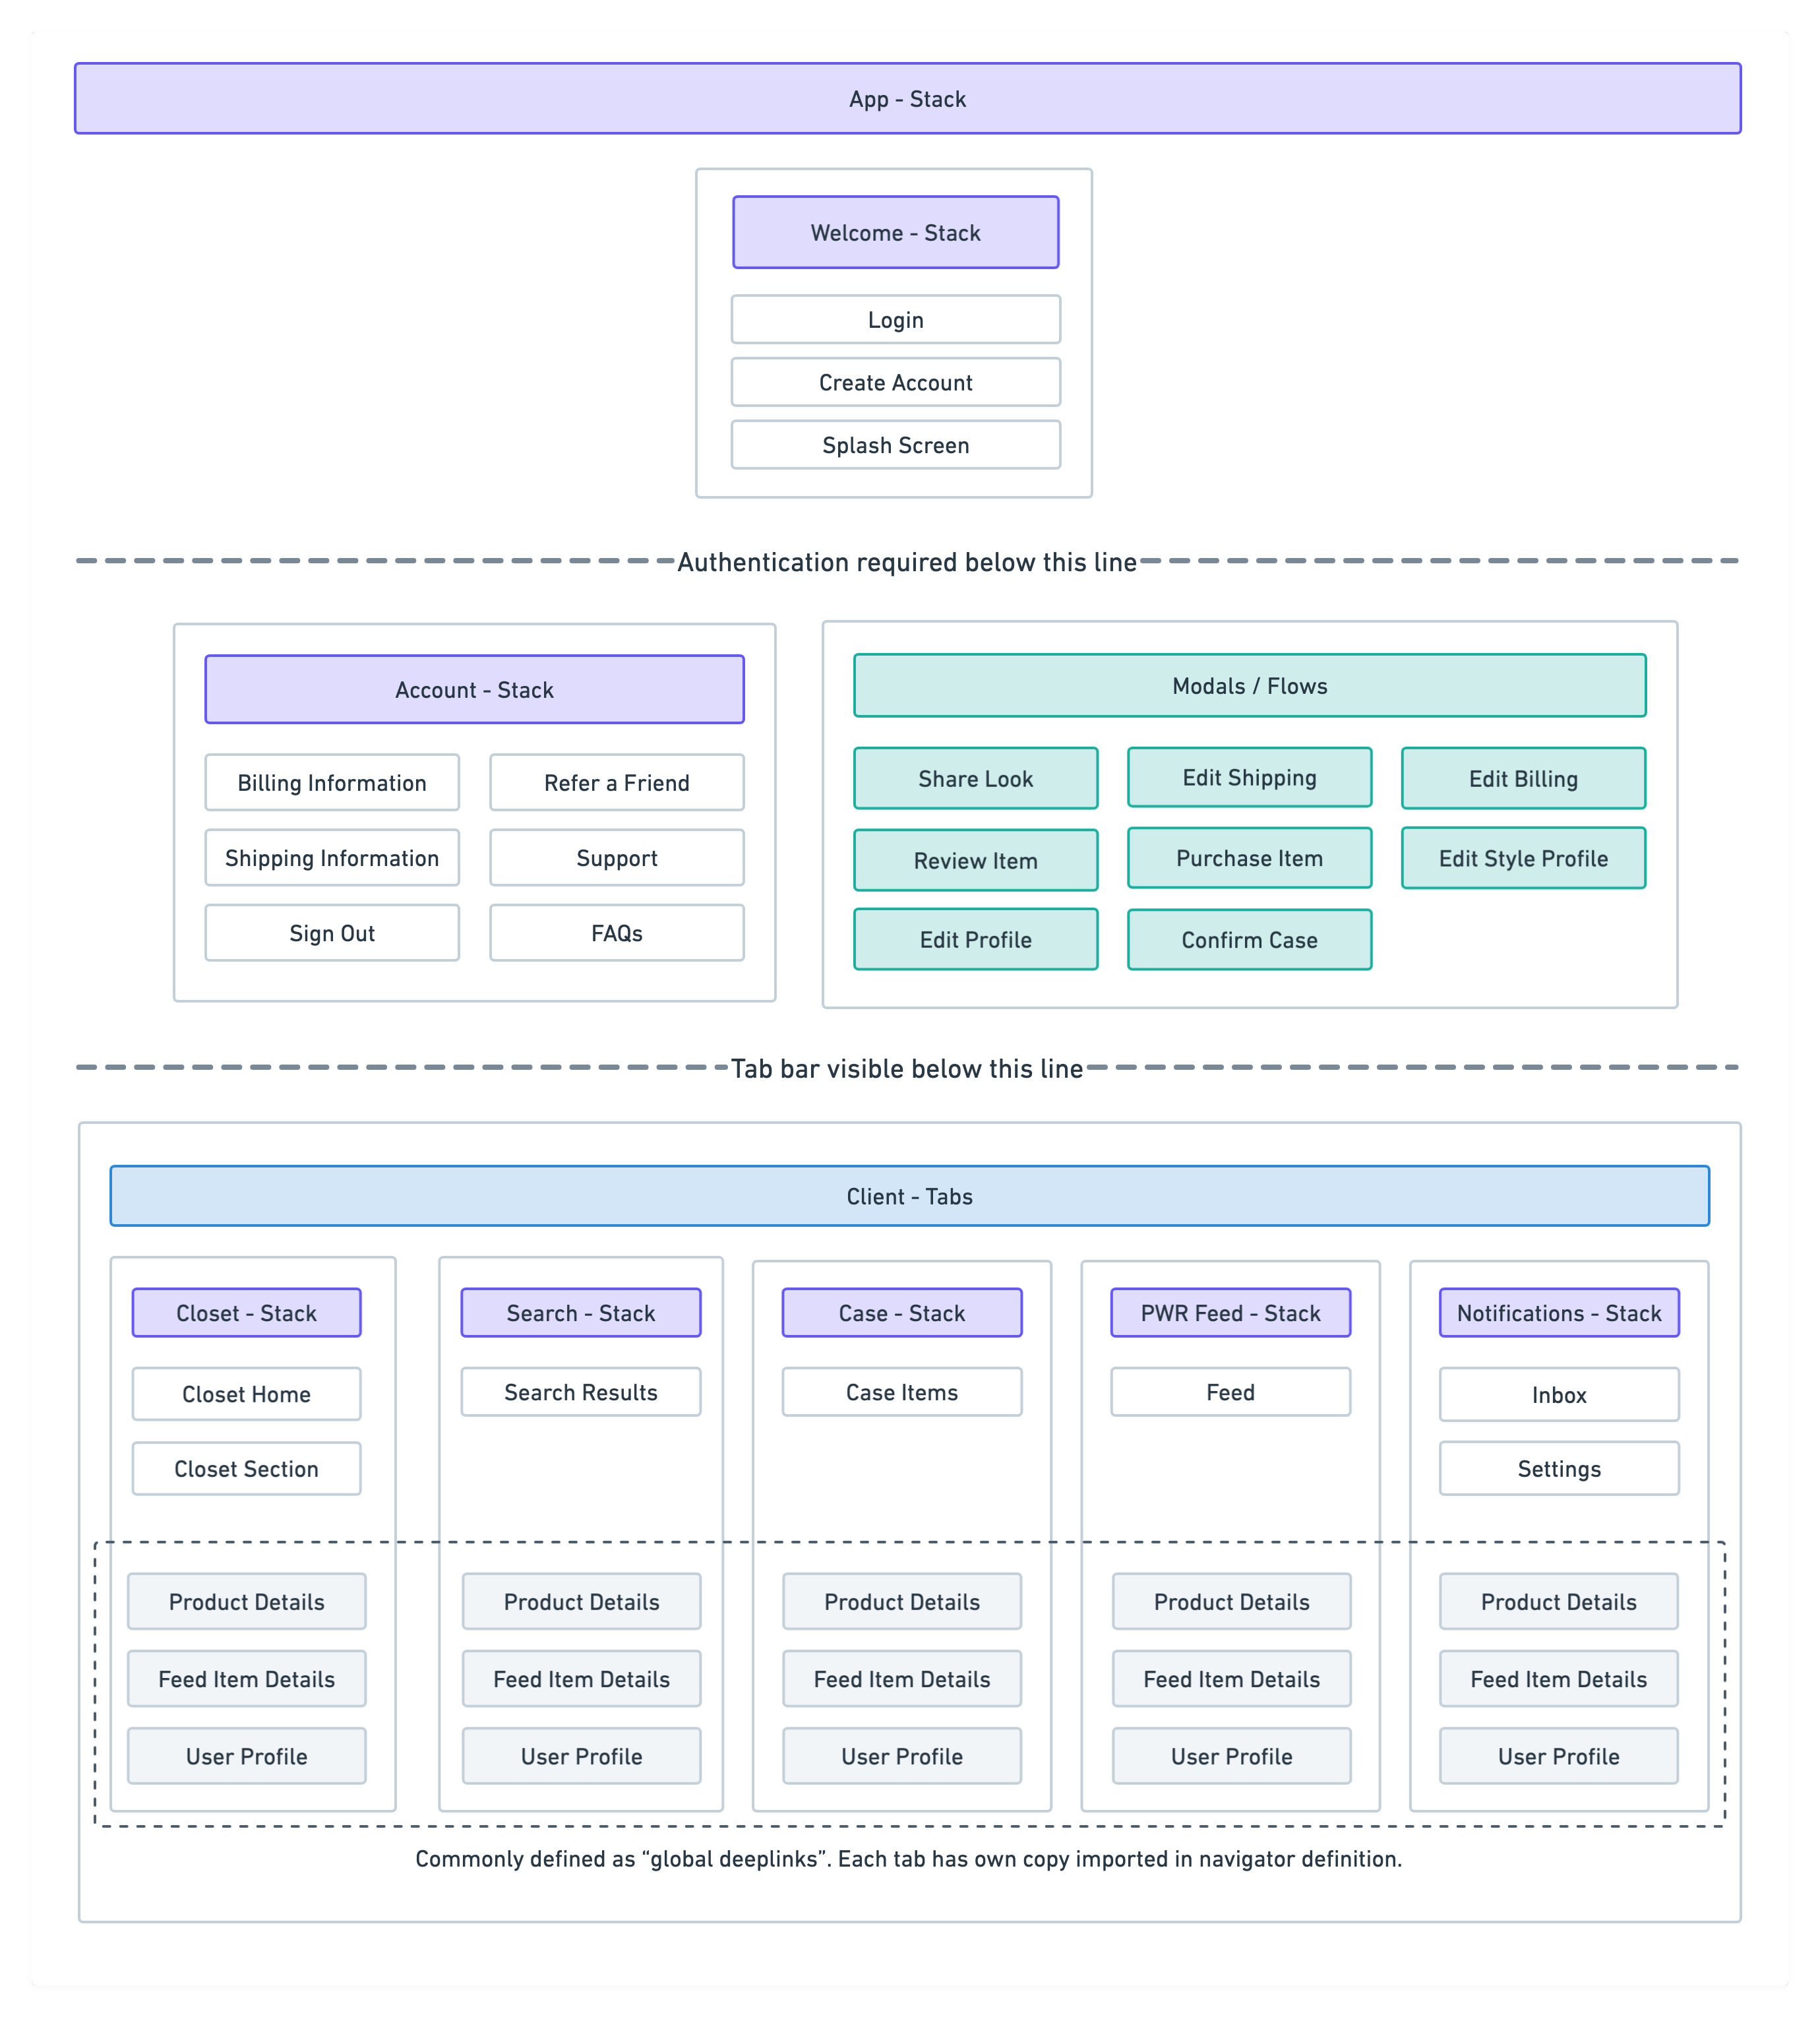 App - Stack
Welcome - Stack
Login
Create Account
Splash Screen
Authentication required below this line
Account - Stack
Billing Information
Refer a Friend
Shipping Information
Support
Sign Out
FAQs
Modals / Flows
Share Look
Edit Shipping
Edit Billing
Review Item
Purchase Item
Edit Style Profile
Edit Profile
Confirm Case
Tab bar visible below this line
Client - Tabs
Closet - Stack
Closet Home
Closet Section
Product Details
Feed Item Details
User Profile
Search - Stack
Search Results
Product Details
Feed Item Details
User Profile
Case - Stack
Case Items
Product Details
Feed Item Details
User Profile
PWR Feed - Stack
Feed
Product Details
Feed Item Details
User Profile
Notifications - Stack
Inbox
Settings
Product Details
Feed Item Details
User Profile
Commonly defined as “global deeplinks”. Each tab has own copy imported in navigator definition.